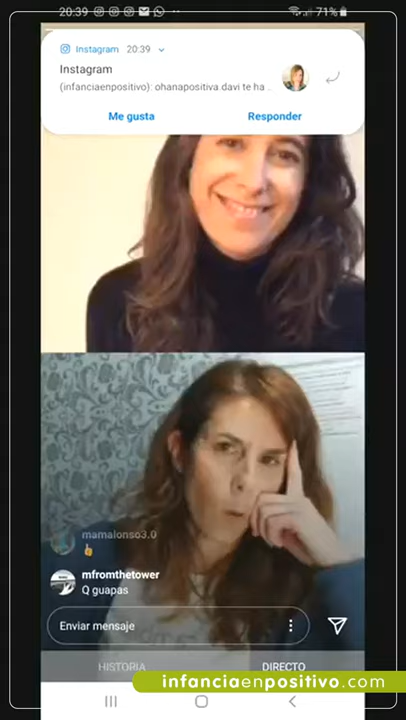 20:39
71%
Instagram 20:39
Instagram
(infanciaenpositivo): ohanapositiva.davi te ha ..
Me gusta Responder
mamalonso3.0
mfromthetower
Q guapas
Enviar mensaje
HISTORIA DIRECTO
infanciaenpositivo.com